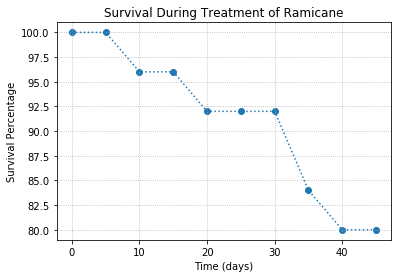 Survival During Treatment of Ramicane
100.0
97.5
95.0
92.5
90.0
87.5
85.0
82.5
80.0
Survival Percentage
0 10 20 30 40
Time (days)